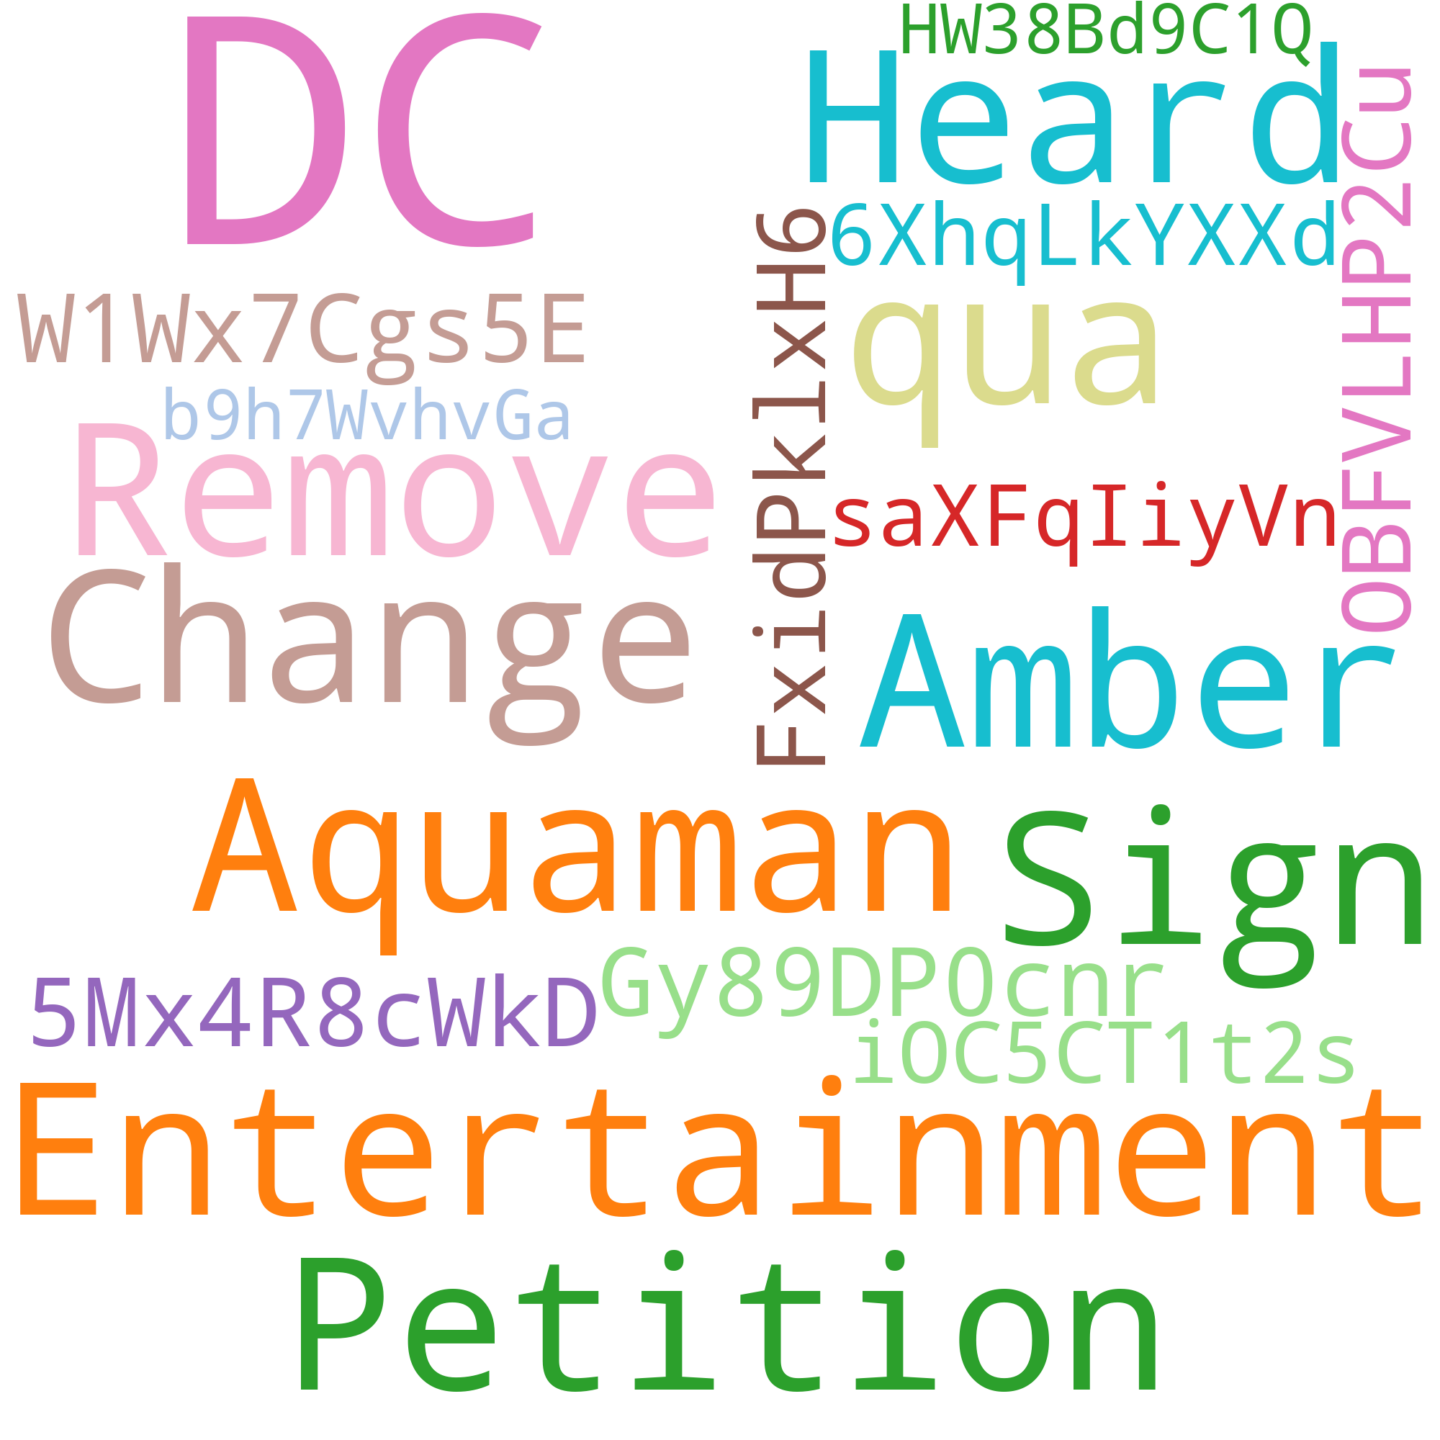 DC
HW38Bd9C1Q
Heard
0BFVLHP2Cu
6XhqLkYXXd
FxidPklxH6
W1Wx7Cgs5E
qua
b9h7WvhvGa
Remove
saXFqIiyVn
Change
Amber
Aquaman
Sign
5Mx4R8cWkD
Gy89DP0cnr
iOC5CT1t2s
Entertainment
Petition